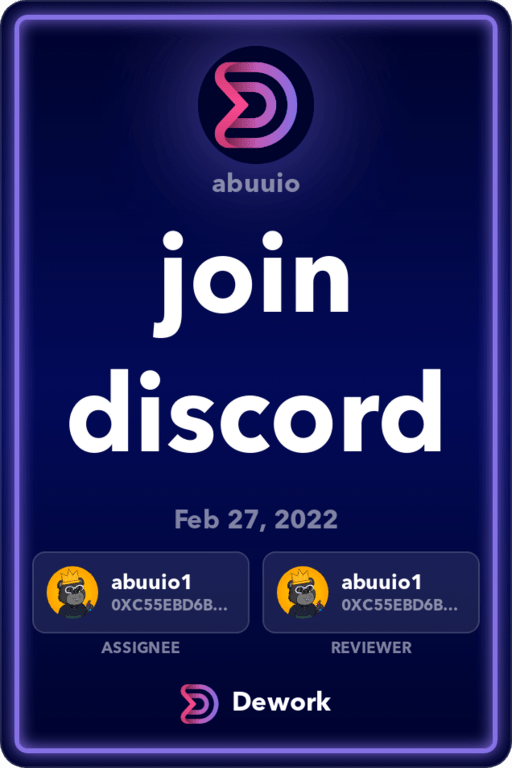 abuuio
join
discord
Feb 27, 2022
abuuio1
0XC55EBD6B...
ASSIGNEE
abuuio1
0XC55EBD6B...
REVIEWER
Dework